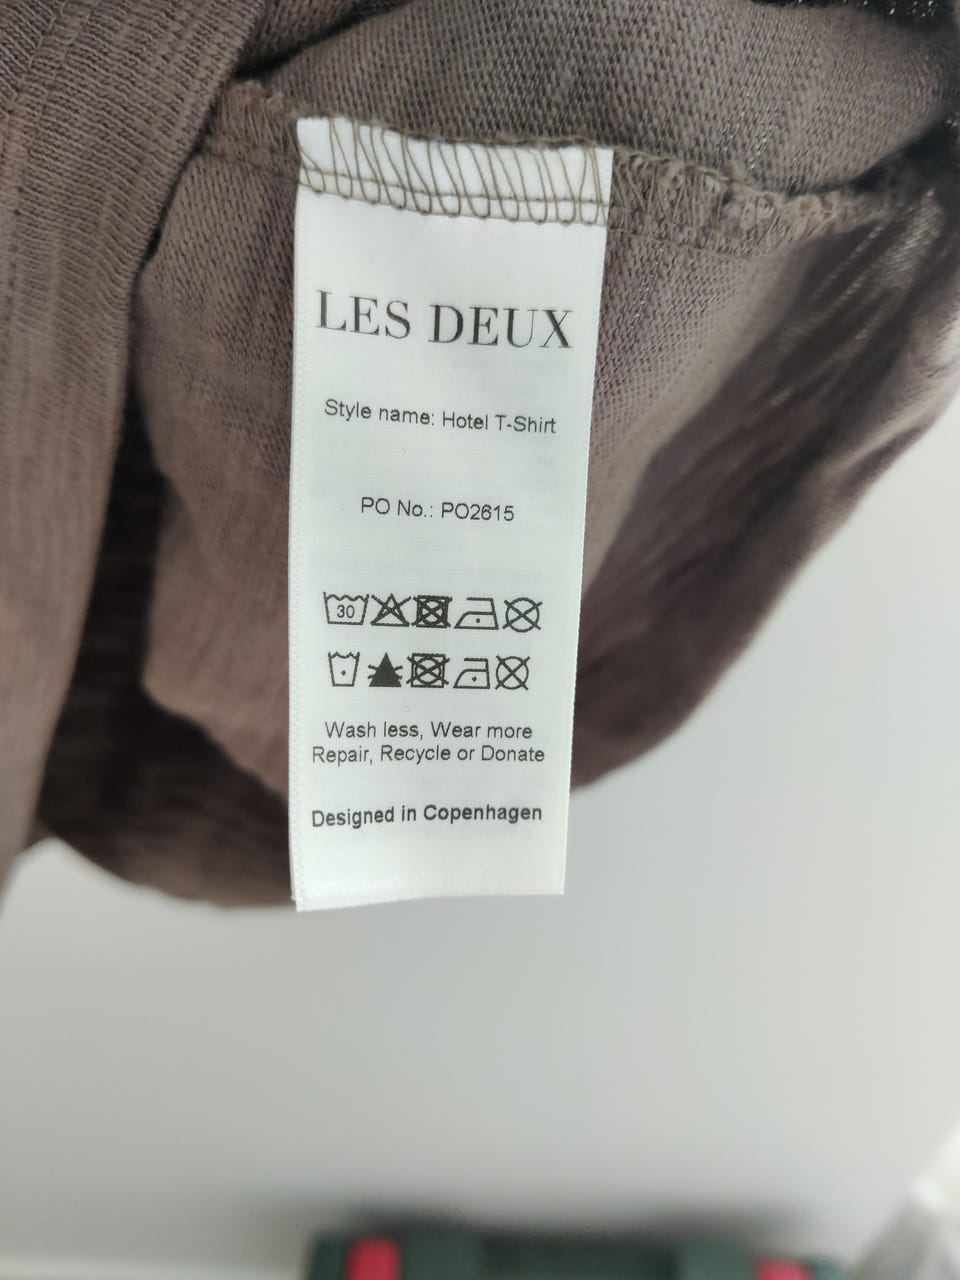 LES DEUX
Style name: Hotel T-Shirt
PO No.: PO2615
30
Wash less, Wear more
Repair, Recycle or Donate
Designed in Copenhagen